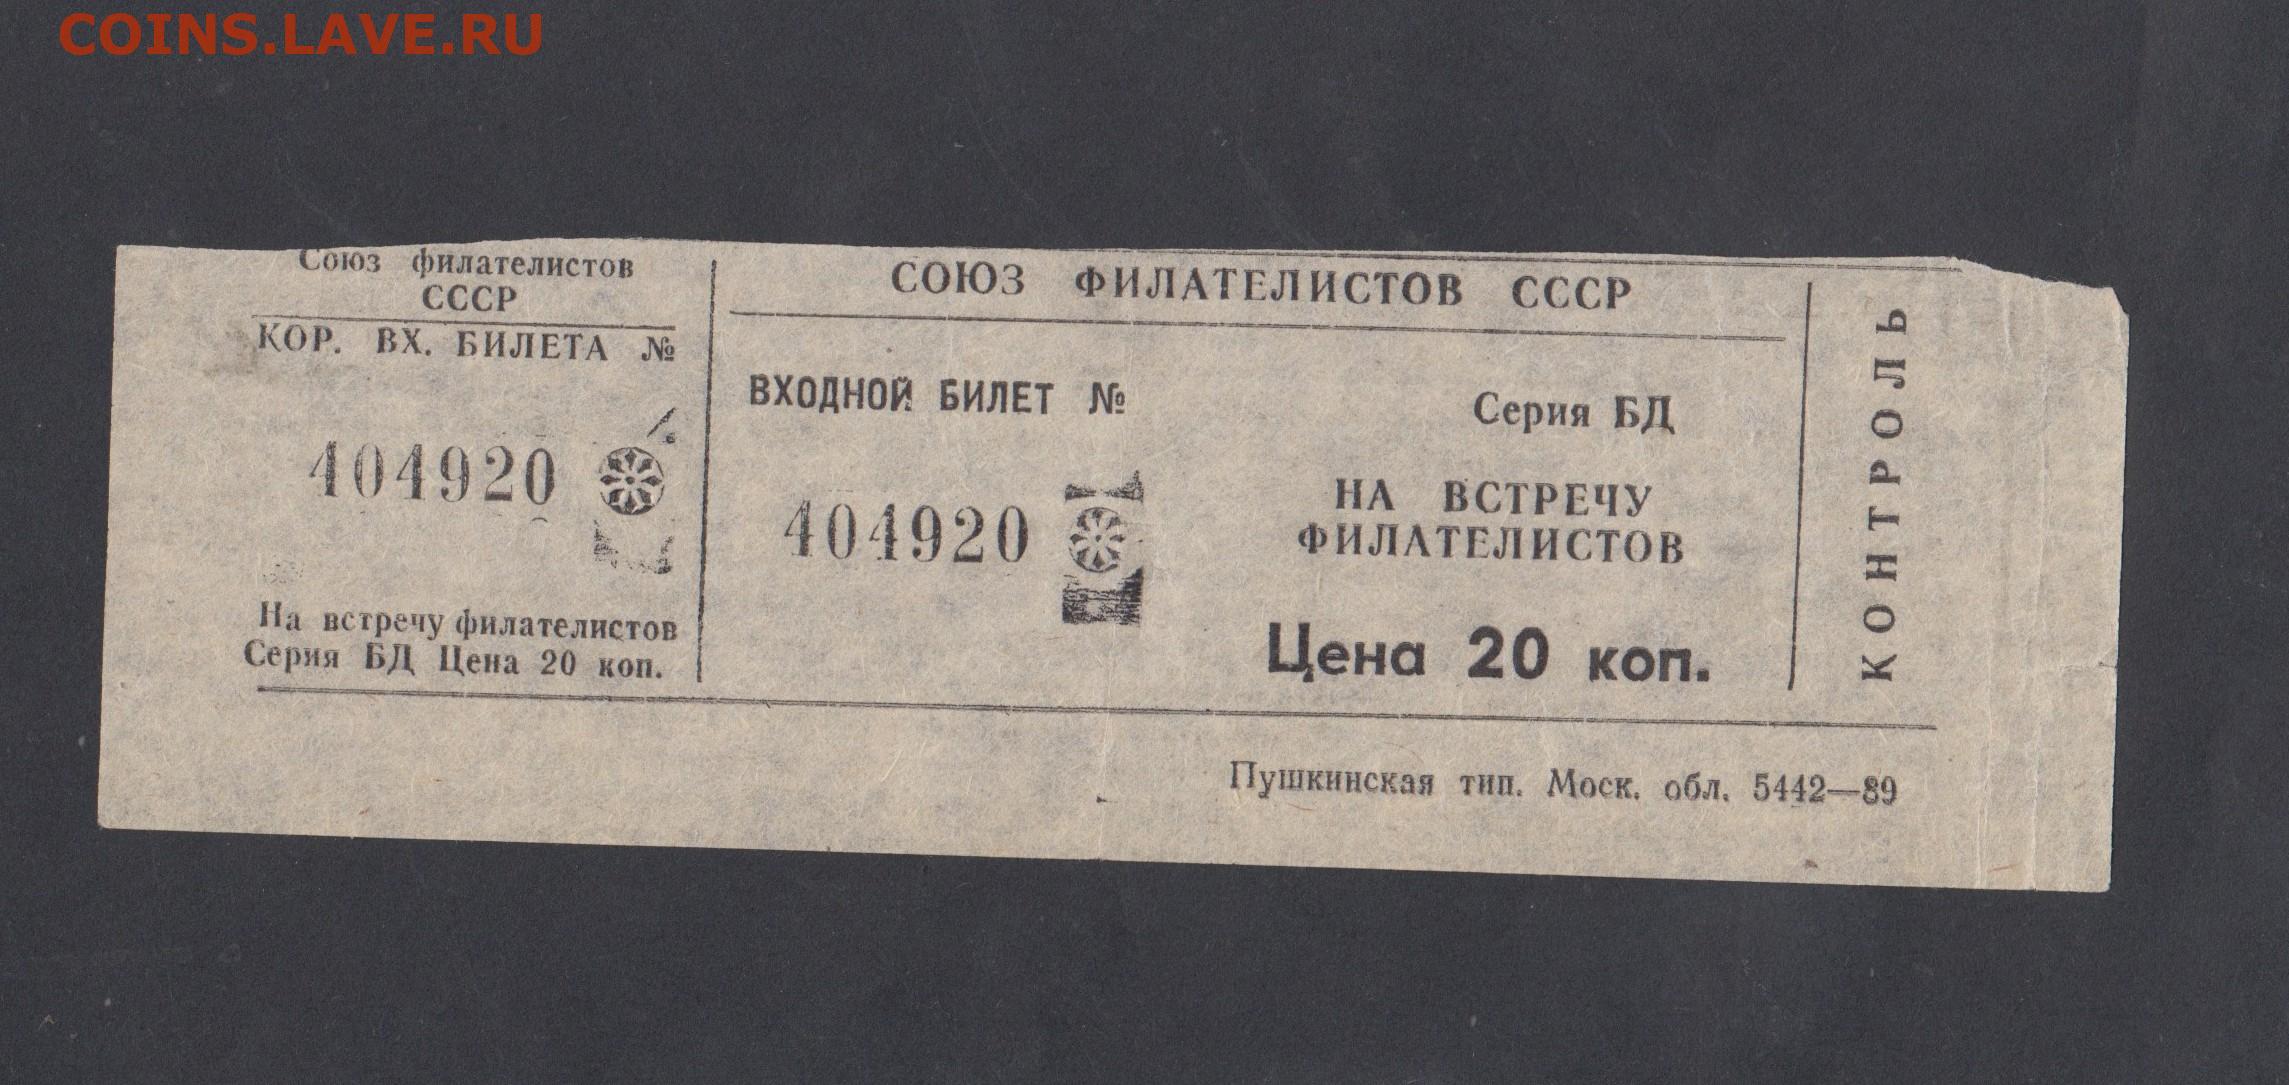 COINS.LAVE.RU
Союз филателистов
СССР
КОР. ВХ. БИЛЕТА №
404920
На встречу филателистов
Серия БД Цена 20 коп.
СОЮЗ ФИЛАТЕЛИСТОВ СССР
ВХОДНОЙ БИЛЕТ №
404920
Серия БД
НА ВСТРЕЧУ
ФИЛАТЕЛИСТОВ
Цена 20 коп.
КОНТРОЛЬ
Пушкинская тип. Моск. обл. 5442—89